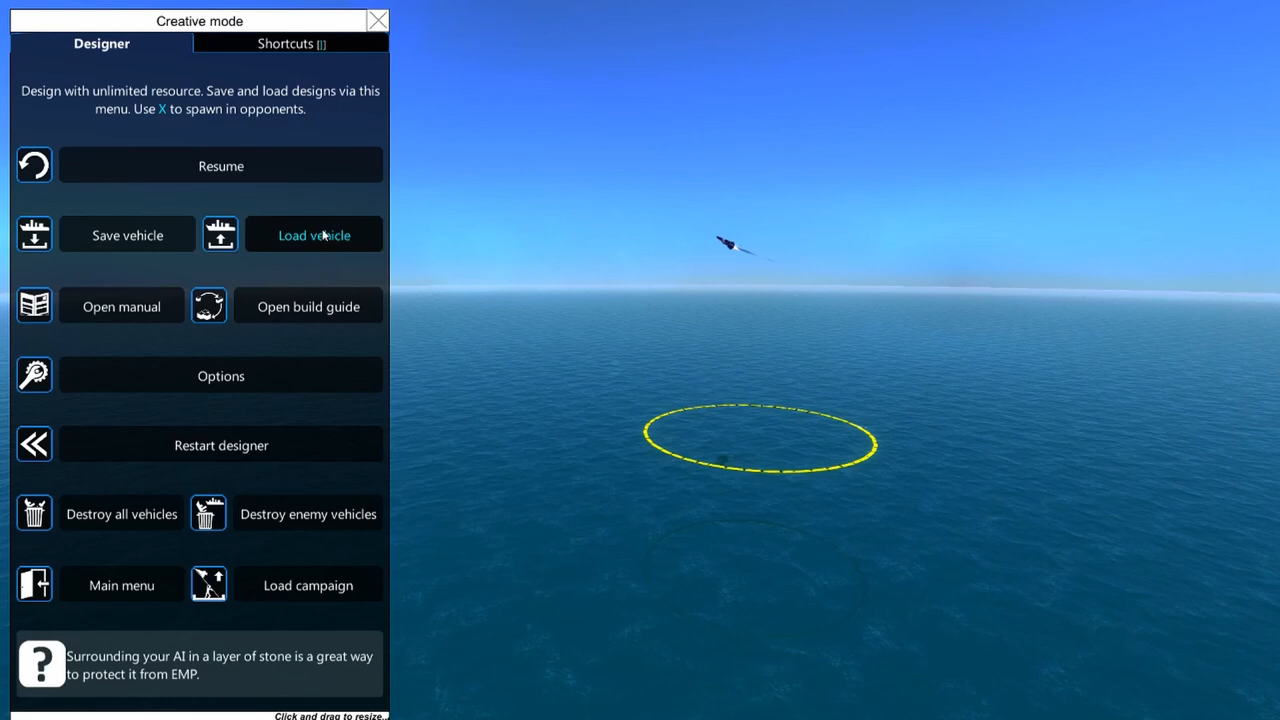 Creative mode
Designer
Shortcuts []]
Design with unlimited resource. Save and load designs via this
menu. Use X to spawn in opponents.
Resume
Save vehicle
Load vehicle
Open manual
Open build guide
Options
Restart designer
Destroy all vehicles
Destroy enemy vehicles
Main menu
Load campaign
?
Surrounding your AI in a layer of stone is a great way
to protect it from EMP.
Click and drag to resize..